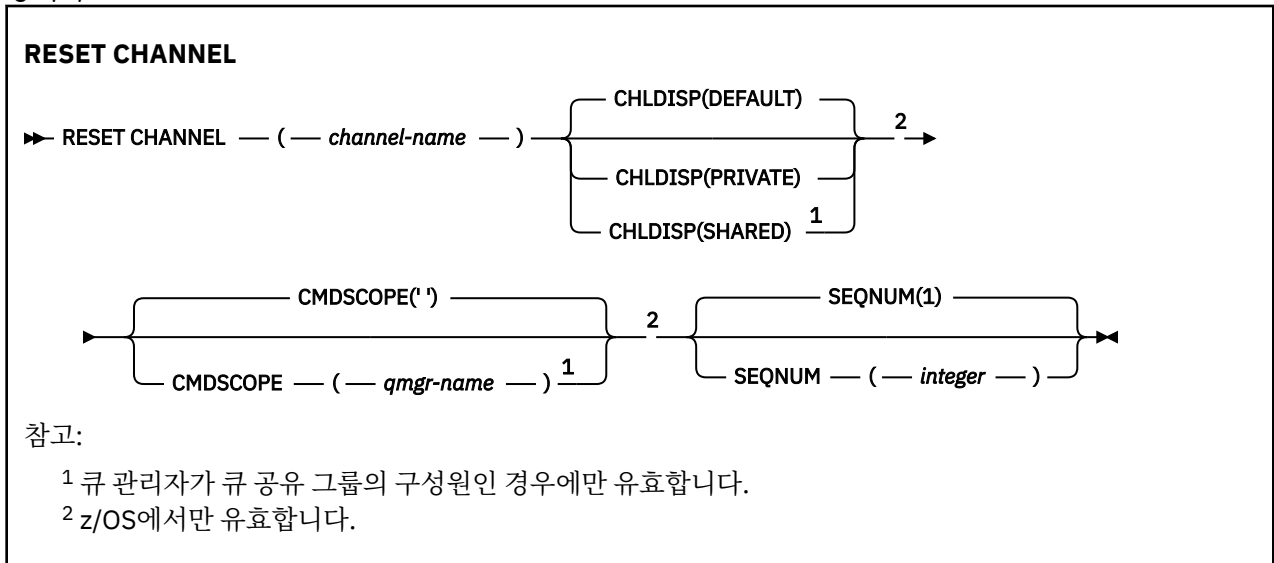 RESET CHANNEL
CHLDISP(DEFAULT)
RESET CHANNEL ( channel-name ) 2
CHLDISP(PRIVATE)
CHLDISP(SHARED) 1
CMDSCOPE(' ') SEQNUM(1)
2
CMDSCOPE ( qmgr-name ) 1 SEQNUM ( integer )
참고:
1 큐 관리자가 큐 공유 그룹의 구성원인 경우에만 유효합니다.
2 z/OS에서만 유효합니다.